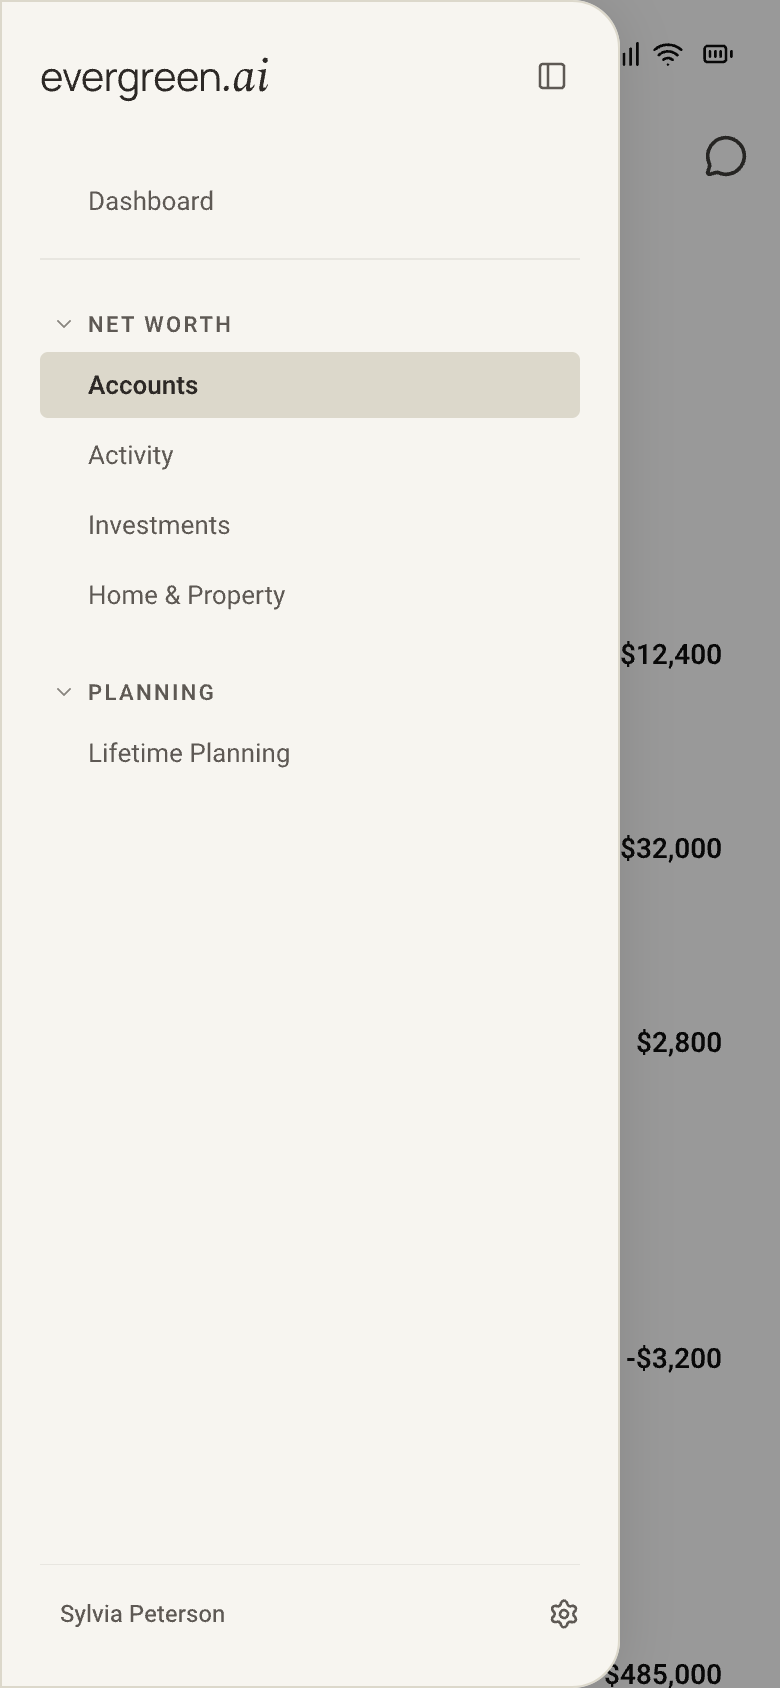 evergreen.ai
Dashboard
NET WORTH
Accounts
Activity
Investments
Home & Property
$12,400
PLANNING
Lifetime Planning
$32,000
$2,800
-$3,200
Sylvia Peterson
$485,000